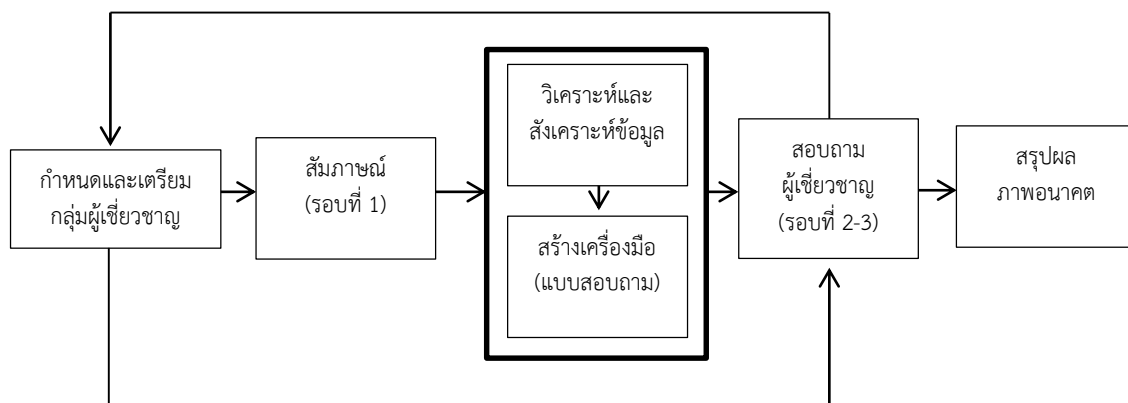 กำหนดและเตรียม
กลุ่มผู้เชี่ยวชาญ
สัมภาษณ์
(รอบที่ 1)
วิเคราะห์และ
สังเคราะห์ข้อมูล
สร้างเครื่องมือ
(แบบสอบถาม)
สอบถาม
ผู้เชี่ยวชาญ
(รอบที่ 2-3)
สรุปผล
ภาพอนาคต